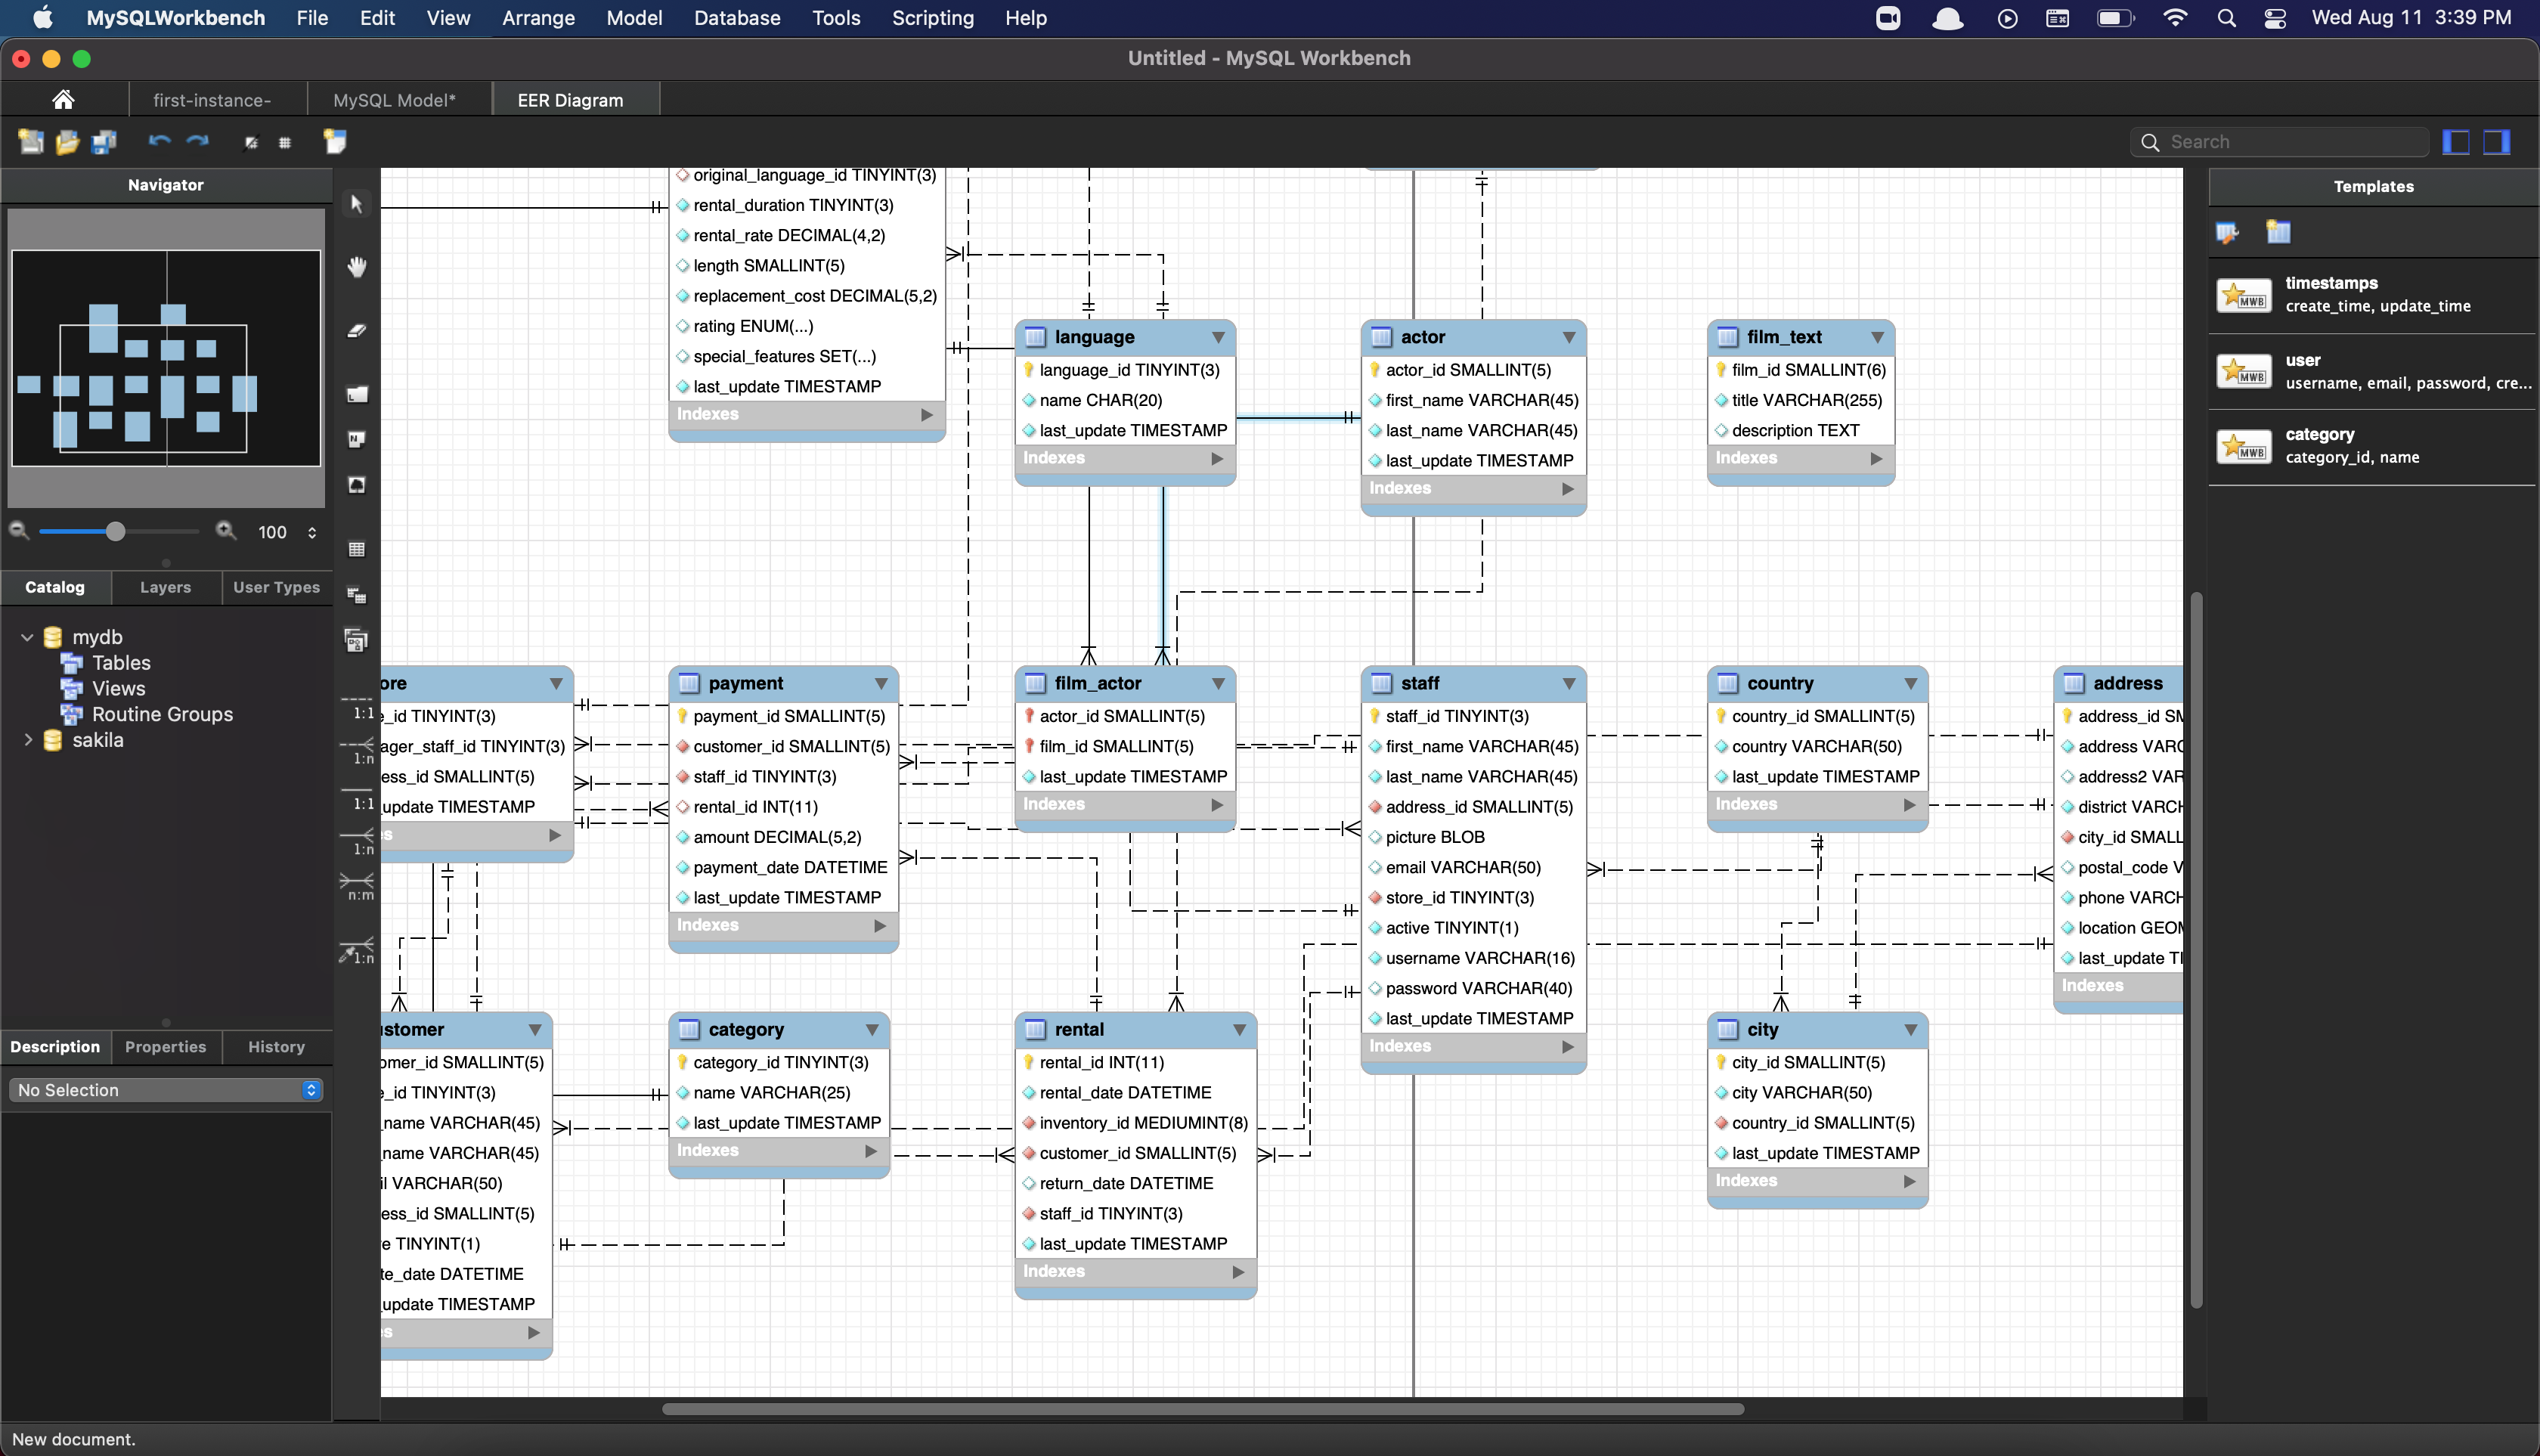 MySQLWorkbench File Edit View Arrange Model Database Tools Scripting Help
Wed Aug 11 3:39 PM
Untitled - MySQL Workbench
first-instance-
MySQL Model*
EER Diagram
Search
Navigator
100
Catalog
Layers
User Types
mydb
Tables
Views
Routine Groups
sakila
Description
Properties
History
No Selection
1:1
1:n
1:1
1:n
n:m
1:n
original_language_id TINYINT(3)
rental_duration TINYINT(3)
rental_rate DECIMAL(4,2)
length SMALLINT(5)
replacement_cost DECIMAL(5,2)
rating ENUM(...)
special_features SET(...)
last_update TIMESTAMP
Indexes
language
language_id TINYINT(3)
name CHAR(20)
last_update TIMESTAMP
Indexes
actor
actor_id SMALLINT(5)
first_name VARCHAR(45)
last_name VARCHAR(45)
last_update TIMESTAMP
Indexes
film_text
film_id SMALLINT(6)
title VARCHAR(255)
description TEXT
Indexes
ore
e_id TINYINT(3)
ager_staff_id TINYINT(3)
ess_id SMALLINT(5)
_update TIMESTAMP
s
payment
payment_id SMALLINT(5)
customer_id SMALLINT(5)
staff_id TINYINT(3)
rental_id INT(11)
amount DECIMAL(5,2)
payment_date DATETIME
last_update TIMESTAMP
Indexes
film_actor
actor_id SMALLINT(5)
film_id SMALLINT(5)
last_update TIMESTAMP
Indexes
staff
staff_id TINYINT(3)
first_name VARCHAR(45)
last_name VARCHAR(45)
address_id SMALLINT(5)
picture BLOB
email VARCHAR(50)
store_id TINYINT(3)
active TINYINT(1)
username VARCHAR(16)
password VARCHAR(40)
last_update TIMESTAMP
Indexes
country
country_id SMALLINT(5)
country VARCHAR(50)
last_update TIMESTAMP
Indexes
address
address_id SM
address VARC
address2 VAR
district VARCH
city_id SMALL
postal_code V
phone VARCH
location GEOM
last_update TI
Indexes
ustomer
omer_id SMALLINT(5)
e_id TINYINT(3)
_name VARCHAR(45)
_name VARCHAR(45)
il VARCHAR(50)
ess_id SMALLINT(5)
e TINYINT(1)
te_date DATETIME
_update TIMESTAMP
s
category
category_id TINYINT(3)
name VARCHAR(25)
last_update TIMESTAMP
Indexes
rental
rental_id INT(11)
rental_date DATETIME
inventory_id MEDIUMINT(8)
customer_id SMALLINT(5)
return_date DATETIME
staff_id TINYINT(3)
last_update TIMESTAMP
Indexes
city
city_id SMALLINT(5)
city VARCHAR(50)
country_id SMALLINT(5)
last_update TIMESTAMP
Indexes
Templates
MWB
timestamps
create_time, update_time
MWB
user
username, email, password, cre...
MWB
category
category_id, name
New document.